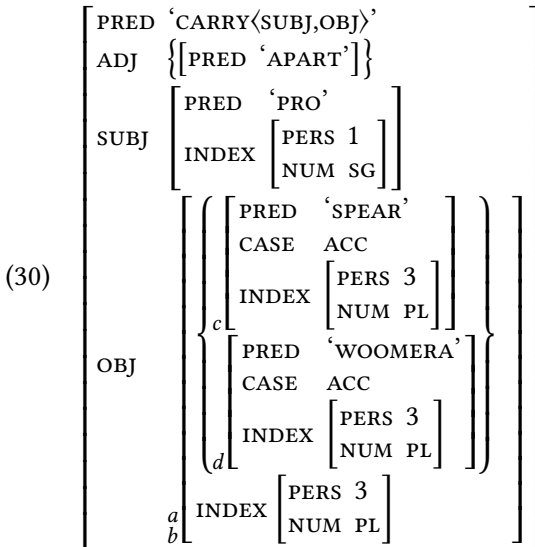 PRED ‘CARRY⟨SUBJ,OBJ⟩’
ADJ {[PRED ‘APART’]}
PRED ‘PRO’
SUBJ
INDEX [PERS 1
NUM SG]
PRED ‘SPEAR’
CASE ACC
(30)
INDEX [PERS 3
NUM PL]
c
PRED ‘WOOMERA’
OBJ
CASE ACC
INDEX [PERS 3
NUM PL]
d
a
b
INDEX [PERS 3
NUM PL]